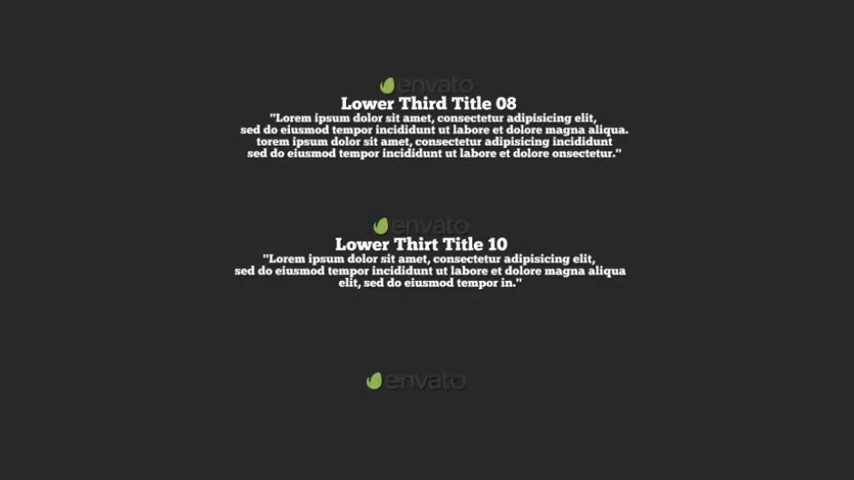 envato
Lower Third Title 08
"Lorem ipsum dolor sit amet, consectetur adipisicing elit,
sed do eiusmod tempor incididunt ut labore et dolore magna aliqua.
torem ipsum dolor sit amet, consectetur adipisicing incididunt
sed do eiusmod tempor incididunt ut labore et dolore onsectetur."
envato
Lower Thirt Title 10
"Lorem ipsum dolor sit amet, consectetur adipisicing elit,
sed do eiusmod tempor incididunt ut labore et dolore magna aliqua
elit, sed do eiusmod tempor in."
envato